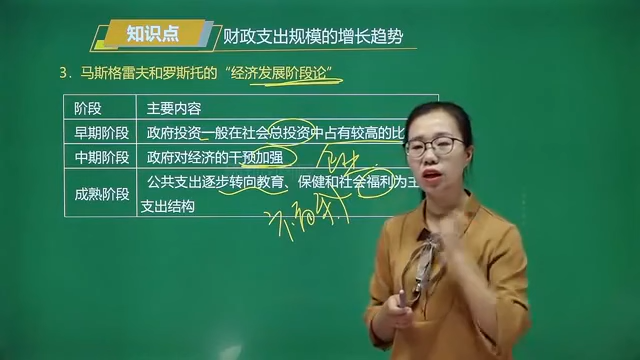 知识点 财政支出规模的增长趋势
3. 马斯格雷夫和罗斯托的“经济发展阶段论”
阶段 主要内容
早期阶段 政府投资一般在社会总投资中占有较高的比
中期阶段 政府对经济的干预加强
成熟阶段 公共支出逐步转向教育、保健和社会福利为主
支出结构